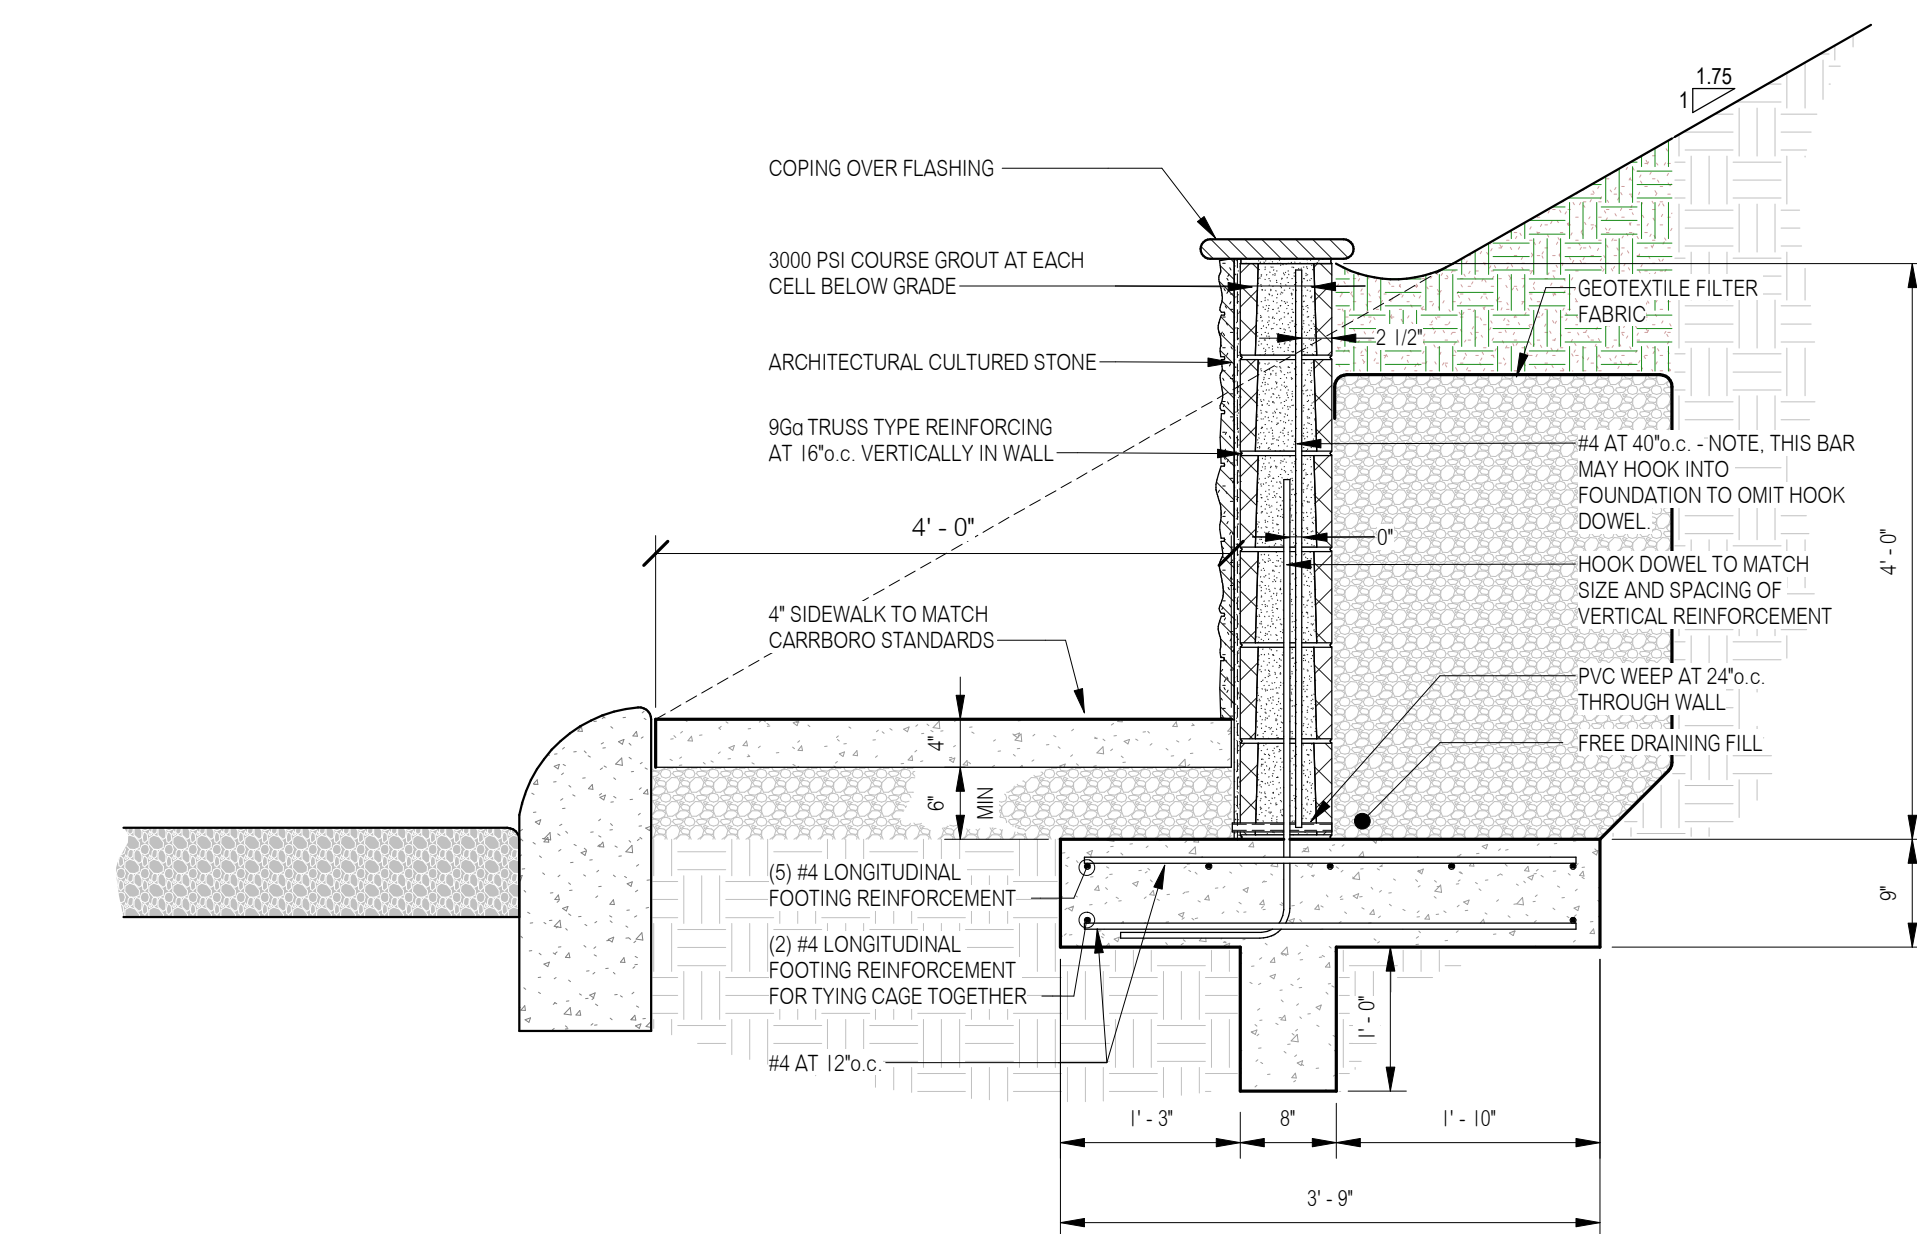 1.75
1
COPING OVER FLASHING
3000 PSI COURSE GROUT AT EACH
CELL BELOW GRADE
GEOTEXTILE FILTER
FABRIC
2 1/2"
ARCHITECTURAL CULTURED STONE
9Ga TRUSS TYPE REINFORCING
AT 16"o.c. VERTICALLY IN WALL
#4 AT 40"o.c. - NOTE, THIS BAR
MAY HOOK INTO
FOUNDATION TO OMIT HOOK
DOWEL.
4' - 0"
0"
4' - 0"
HOOK DOWEL TO MATCH
SIZE AND SPACING OF
VERTICAL REINFORCEMENT
4" SIDEWALK TO MATCH
CARRBORO STANDARDS
PVC WEEP AT 24"o.c.
THROUGH WALL
FREE DRAINING FILL
4"
6"
MIN
(5) #4 LONGITUDINAL
FOOTING REINFORCEMENT
9"
(2) #4 LONGITUDINAL
FOOTING REINFORCEMENT
FOR TYING CAGE TOGETHER
1' - 0"
#4 AT 12"o.c.
1' - 3"
8"
1' - 10"
3' - 9"